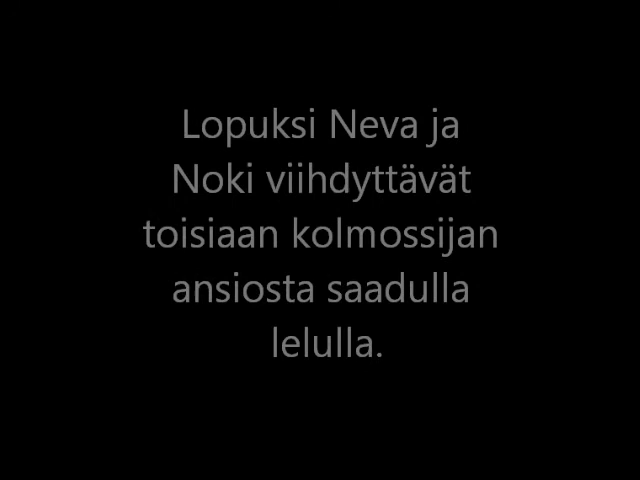 Lopuksi Neva ja
Noki viihdyttävät
toisiaan kolmossijan
ansiosta saadulla
lelulla.